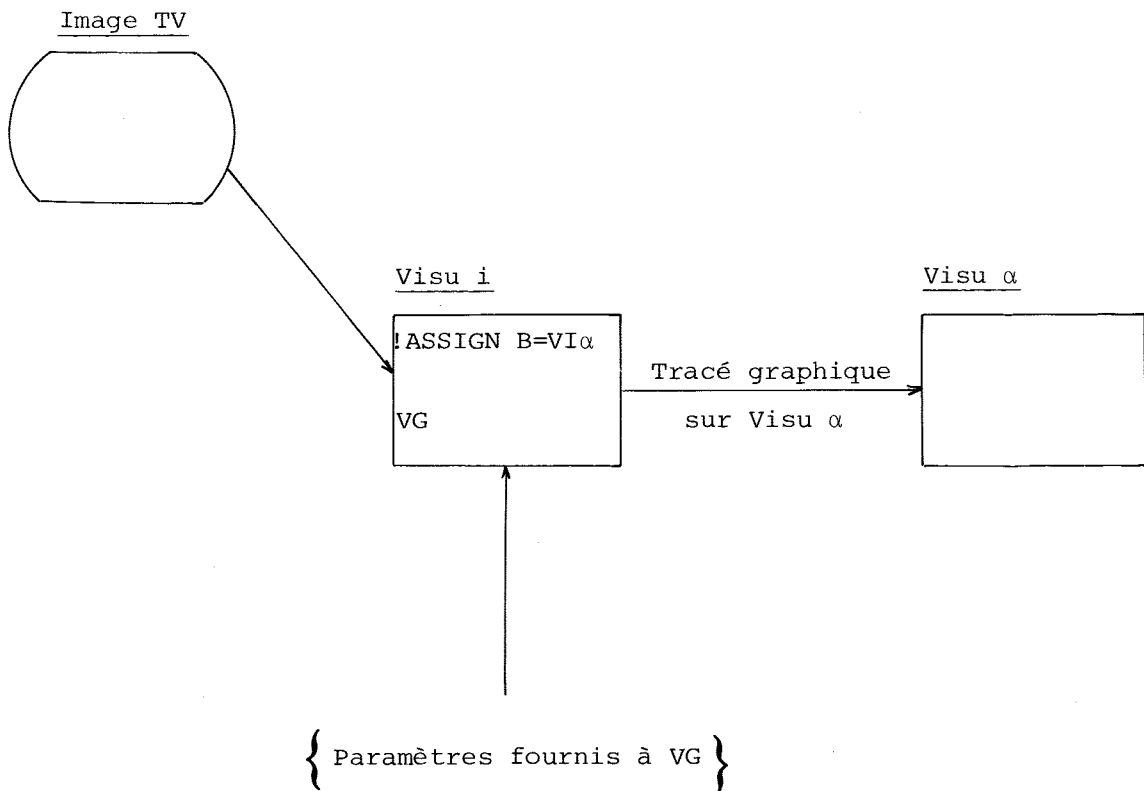 Image TV
Visu i
Visu α
!ASSIGN B=VIα
VG
Tracé graphique
sur Visu α
{ Paramètres fournis à VG }